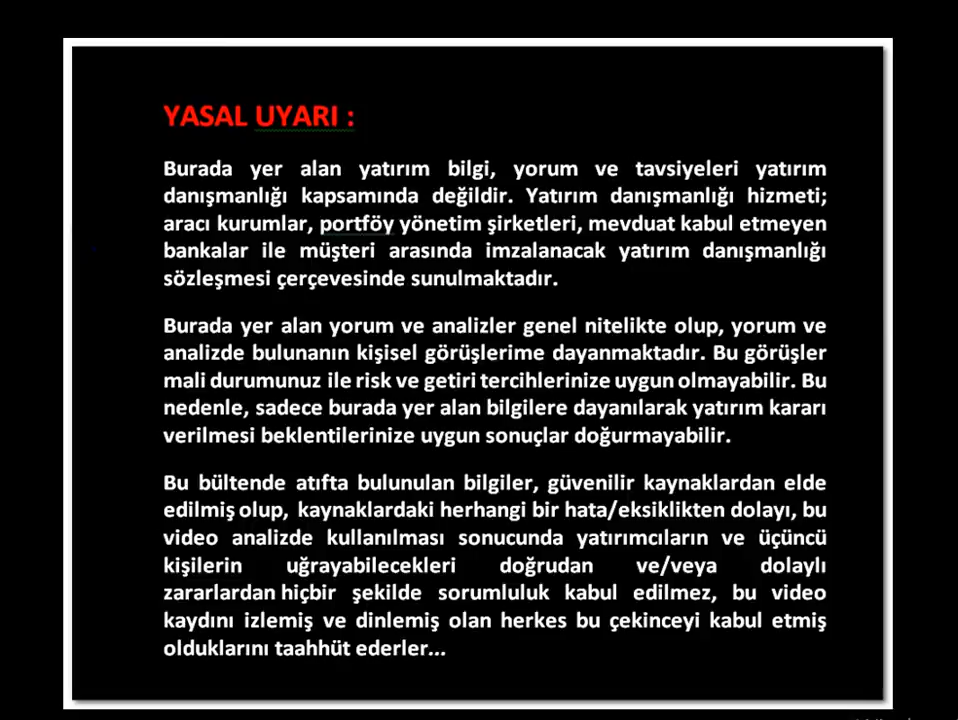 YASAL UYARI :
Burada yer alan yatırım bilgi, yorum ve tavsiyeleri yatırım
danışmanlığı kapsamında değildir. Yatırım danışmanlığı hizmeti;
aracı kurumlar, portföy yönetim şirketleri, mevduat kabul etmeyen
bankalar ile müşteri arasında imzalanacak yatırım danışmanlığı
sözleşmesi çerçevesinde sunulmaktadır.
Burada yer alan yorum ve analizler genel nitelikte olup, yorum ve
analizde bulunanın kişisel görüşlerime dayanmaktadır. Bu görüşler
mali durumunuz ile risk ve getiri tercihlerinize uygun olmayabilir. Bu
nedenle, sadece burada yer alan bilgilere dayanılarak yatırım kararı
verilmesi beklentilerinize uygun sonuçlar doğurmayabilir.
Bu bültende atıfta bulunulan bilgiler, güvenilir kaynaklardan elde
edilmiş olup, kaynaklardaki herhangi bir hata/eksiklikten dolayı, bu
video analizde kullanılması sonucunda yatırımcıların ve üçüncü
kişilerin uğrayabilecekleri doğrudan ve/veya dolaylı
zararlardan hiçbir şekilde sorumluluk kabul edilmez, bu video
kaydını izlemiş ve dinlemiş olan herkes bu çekinceyi kabul etmiş
olduklarını taahhüt ederler...